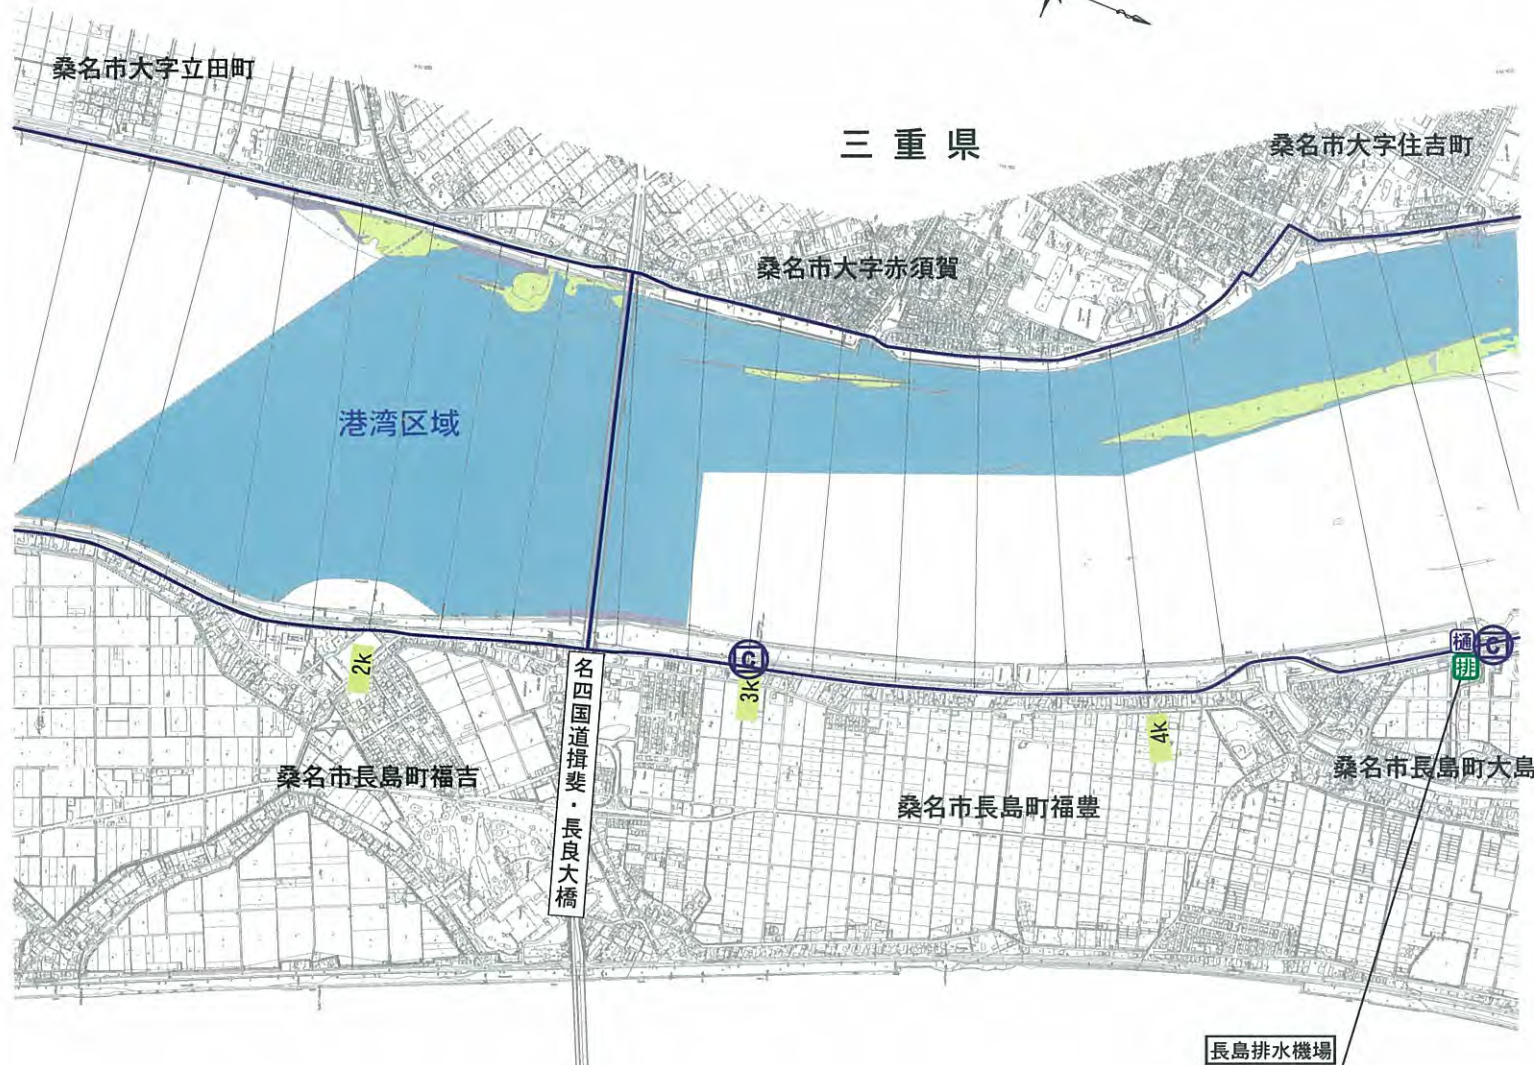 桑名市大字立田町
三重県
桑名市大字住吉町
桑名市大字赤須賀
港湾区域
C
樋
C
排
2k
3k
4k
名四国道揖斐・長良大橋
桑名市長島町福吉
桑名市長島町福豊
桑名市長島町大島
長島排水機場